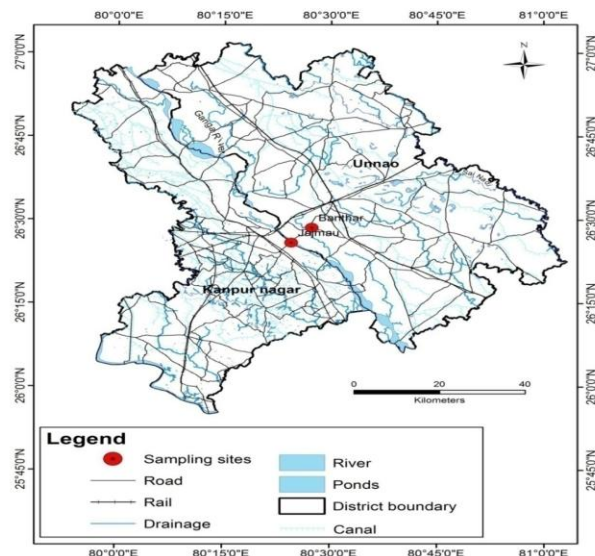 80°0'0"E 80°15'0"E 80°30'0"E 80°45'0"E 81°0'0"E
N
27°0'0"N 27°0'0"N
26°45'0"N 26°45'0"N
Ganga River
Unnao
26°30'0"N 26°30'0"N
Banthar
Jajmau
Kanpur nagar
26°15'0"N 26°15'0"N
26°0'0"N 26°0'0"N
0 20 40
Kilometers
25°45'0"N 25°45'0"N
Legend
Sampling sites
Road
Rail
Drainage
River
Ponds
District boundary
Canal
80°0'0"E 80°15'0"E 80°30'0"E 80°45'0"E 81°0'0"E